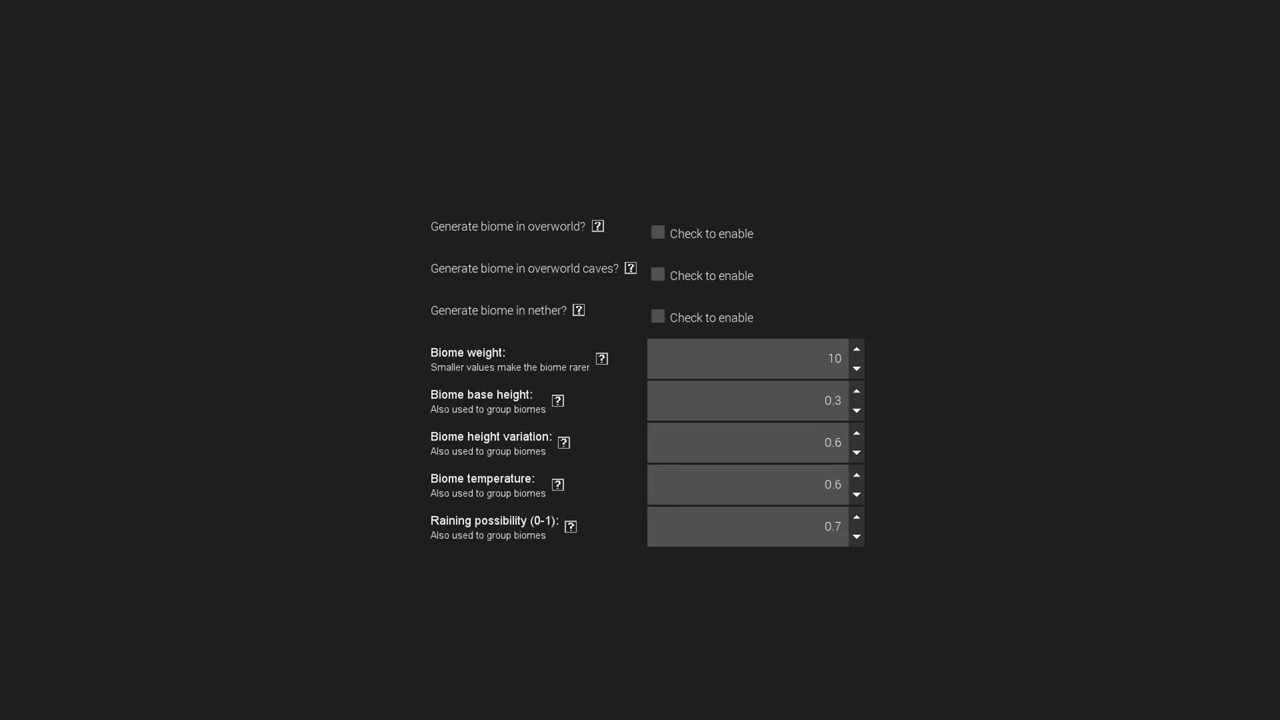 Generate biome in overworld? [?] Check to enable
Generate biome in overworld caves? [?] Check to enable
Generate biome in nether? [?] Check to enable
Biome weight:
Smaller values make the biome rarer [?] 10
Biome base height:
Also used to group biomes [?] 0.3
Biome height variation:
Also used to group biomes [?] 0.6
Biome temperature:
Also used to group biomes [?] 0.6
Raining possibility (0-1):
Also used to group biomes [?] 0.7